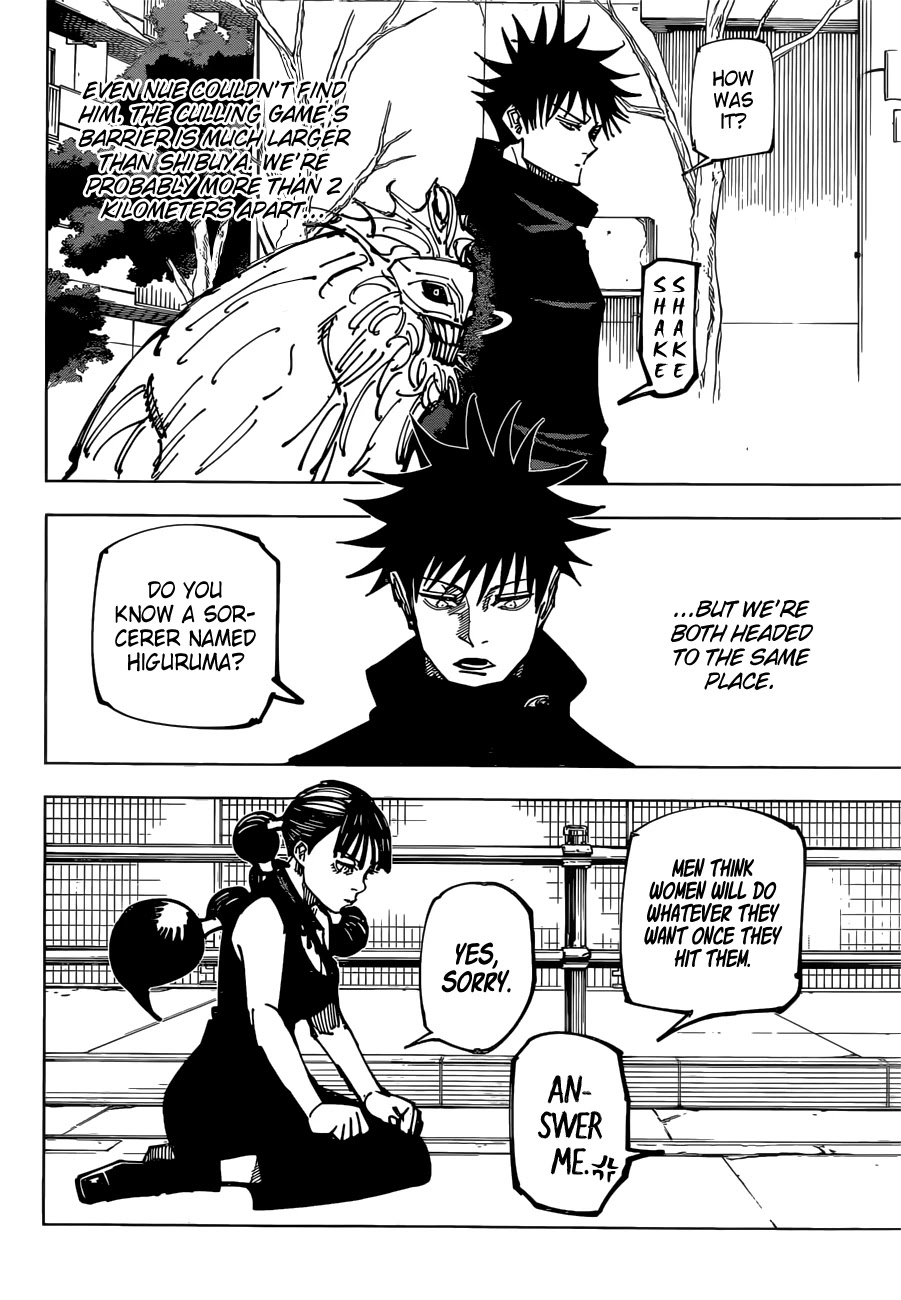 HOW
WAS
IT?
EVEN NUE COULDN'T FIND
HIM. THE CULLING GAME'S
BARRIER IS MUCH LARGER
THAN SHIBUYA. WE'RE
PROBABLY MORE THAN 2
KILOMETERS APART...
SHAKE
SHAKE
...BUT WE'RE
BOTH HEADED
TO THE SAME
PLACE.
DO YOU
KNOW A SOR-
CERER NAMED
HIGURUMA?
MEN THINK
WOMEN WILL DO
WHATEVER THEY
WANT ONCE THEY
HIT THEM.
AN-
SWER
ME.
YES,
SORRY.